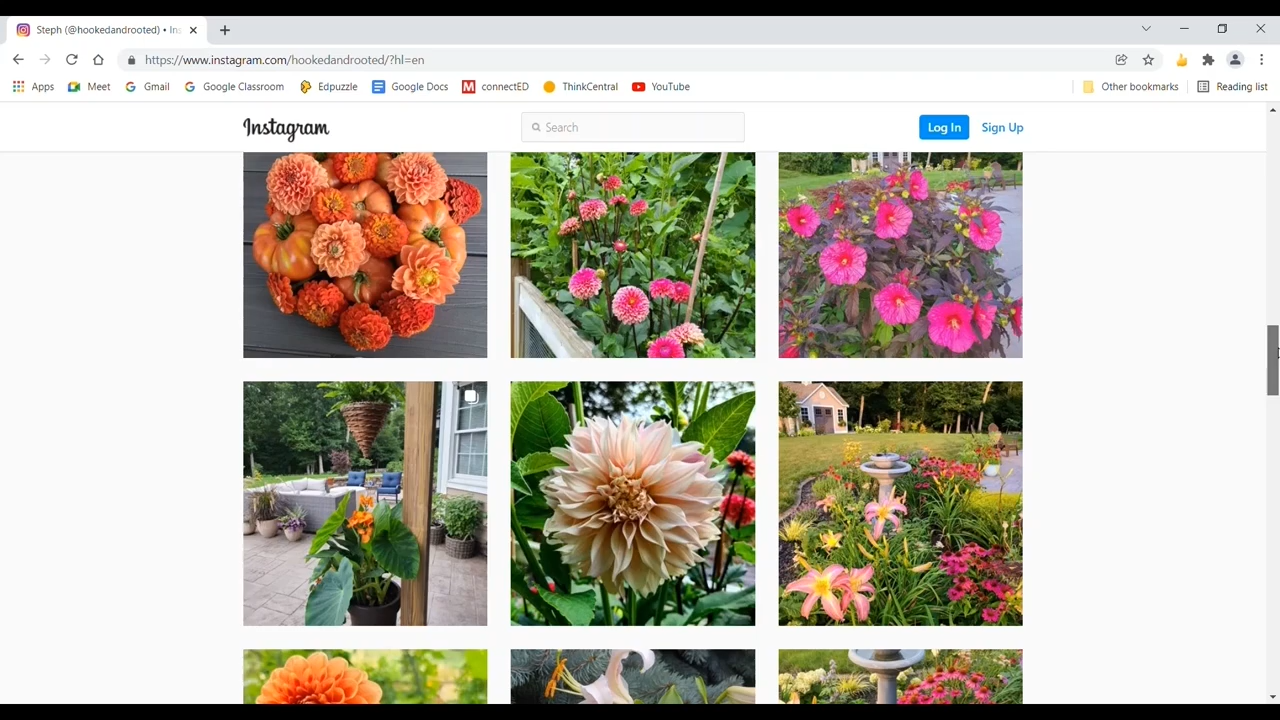 Steph (@hookedandrooted) • In
https://www.instagram.com/hookedandrooted/?hl=en
Apps Meet Gmail Google Classroom Edpuzzle Google Docs connectED ThinkCentral YouTube Other bookmarks Reading list
Instagram Search Log In Sign Up